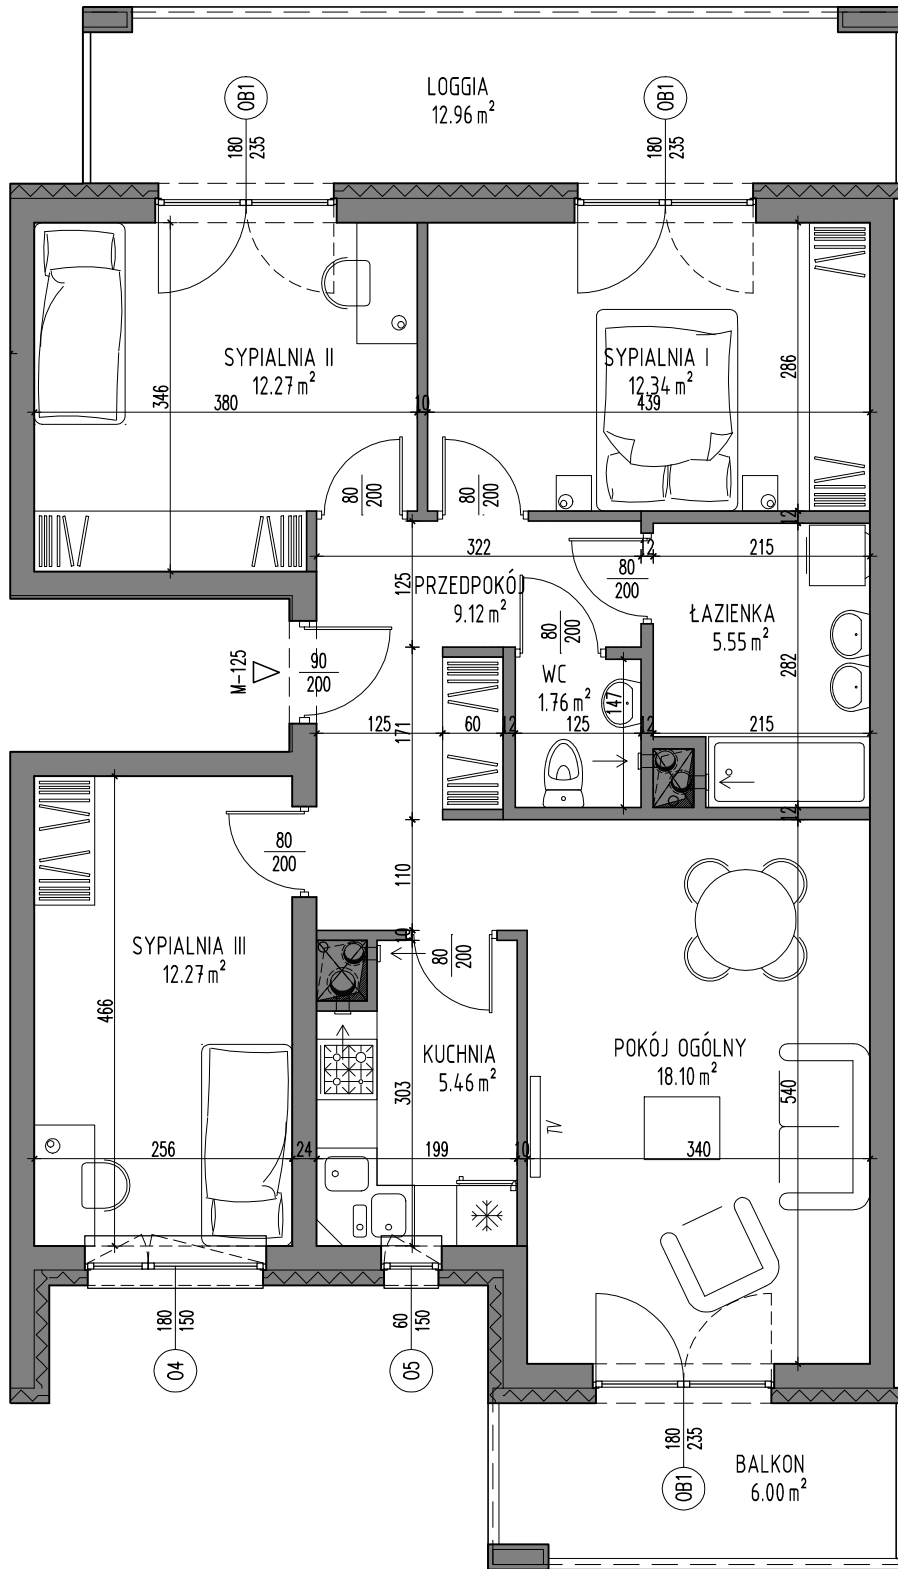 LOGGIA
12.96 m²
OB1
180
235
OB1
180
235
SYPIALNIA II
12.27 m²
346
380
10
SYPIALNIA I
12.34 m²
439
286
80
200
80
200
12
322
12
215
125
PRZEDPOKÓJ
9.12 m²
80
200
80
200
ŁAZIENKA
5.55 m²
282
M-125
90
200
WC
1.76 m²
147
125
171
60
12
125
12
215
12
80
200
110
10
80
200
SYPIALNIA III
12.27 m²
466
KUCHNIA
5.46 m²
303
POKÓJ OGÓLNY
18.10 m²
540
TV
256
24
199
10
340
180
150
O4
60
150
O5
180
235
OB1
BALKON
6.00 m²